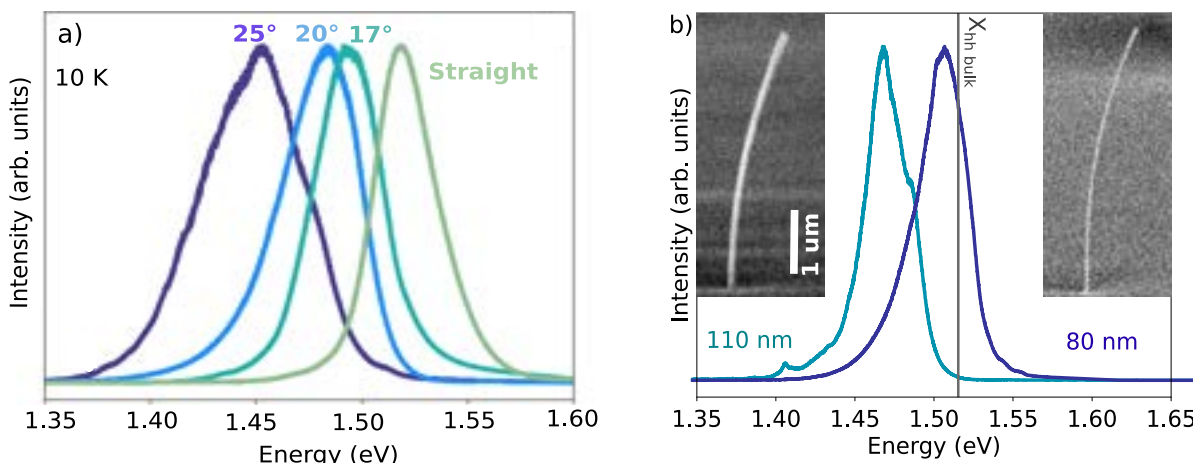 a)
25° 20° 17°
Straight
10 K
Intensity (arb. units)
1.35 1.40 1.45 1.50 1.55 1.60
Energy (eV)
b)
X hh bulk
1 um
Intensity (arb. units)
110 nm
80 nm
1.35 1.40 1.45 1.50 1.55 1.60 1.65
Energy (eV)